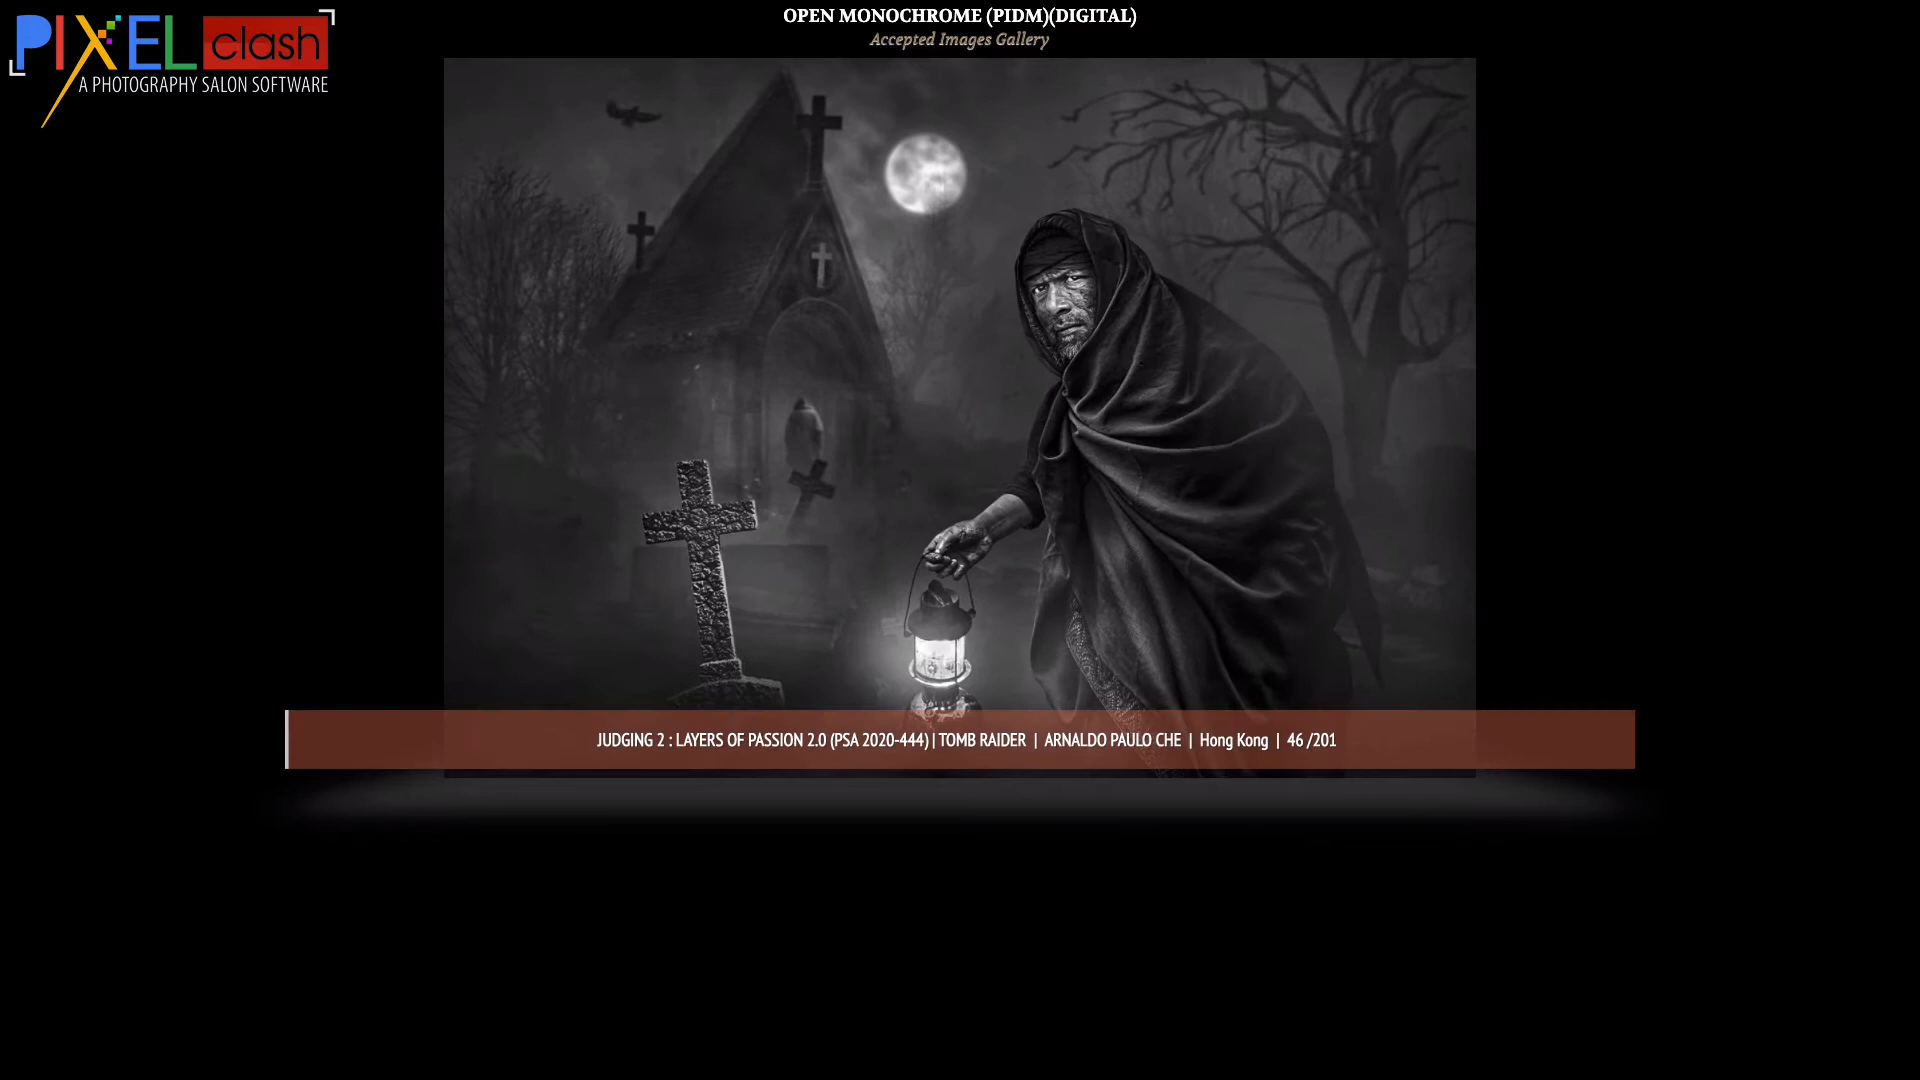 PIXEL clash
A PHOTOGRAPHY SALON SOFTWARE
OPEN MONOCHROME (PIDM)(DIGITAL)
Accepted Images Gallery
JUDGING 2 : LAYERS OF PASSION 2.0 (PSA 2020-444) | TOMB RAIDER | ARNALDO PAULO CHE | Hong Kong | 46 /201